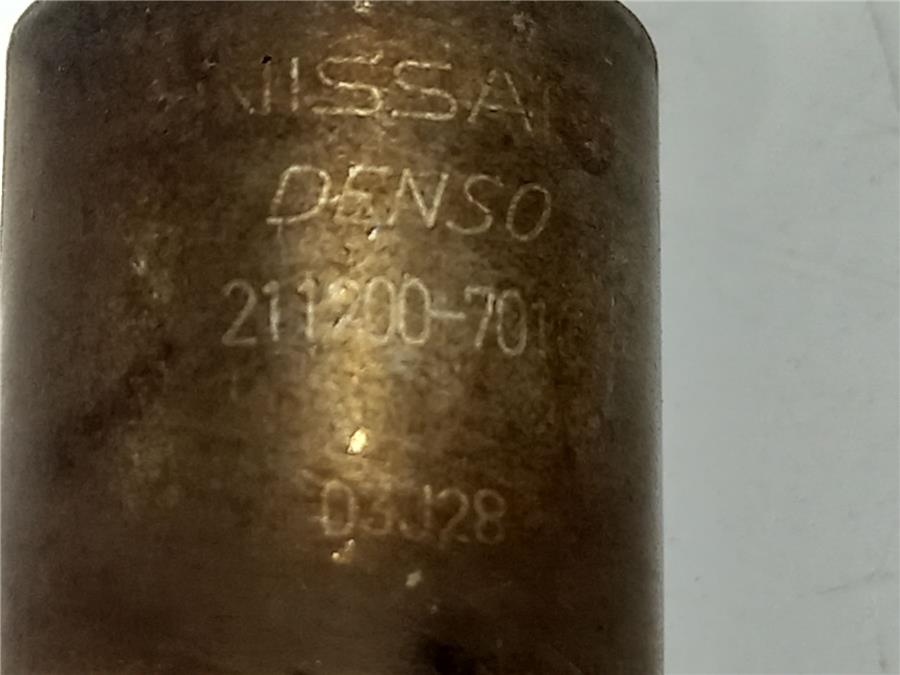 NISSAN
DENSO
211200-701
03J28